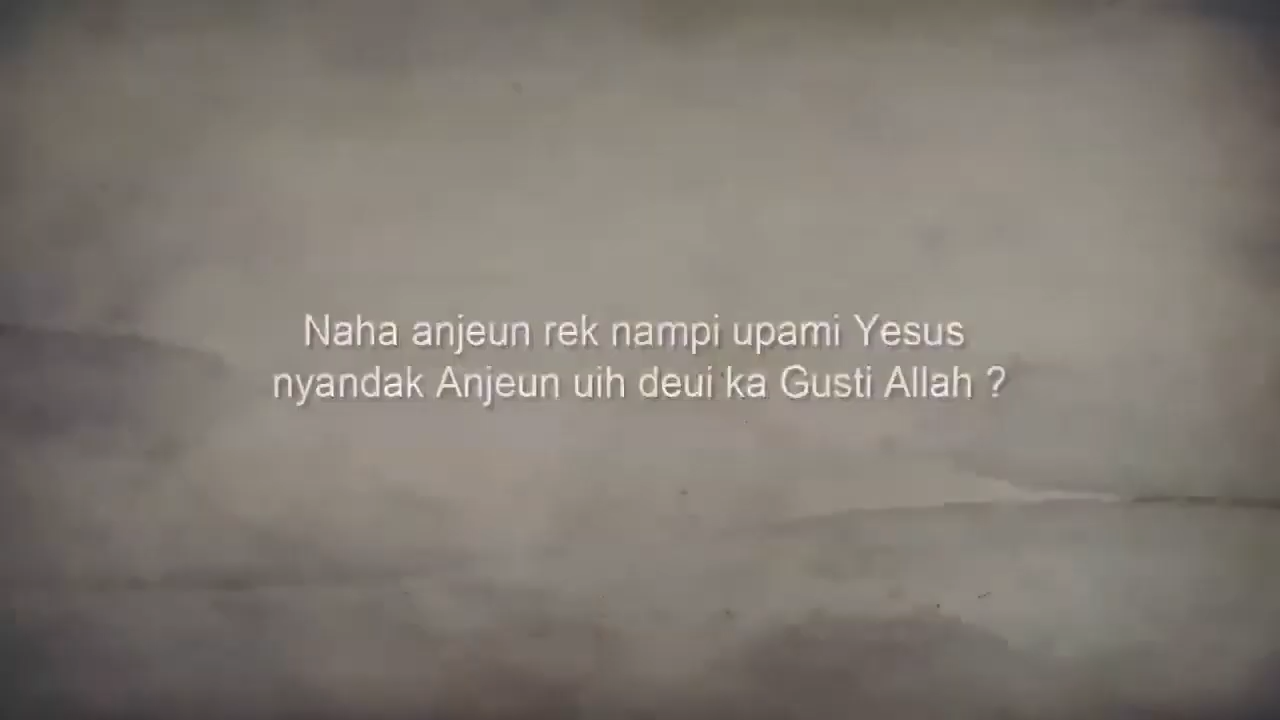 Naha anjeun rek nampi upami Yesus
nyandak Anjeun uih deui ka Gusti Allah ?